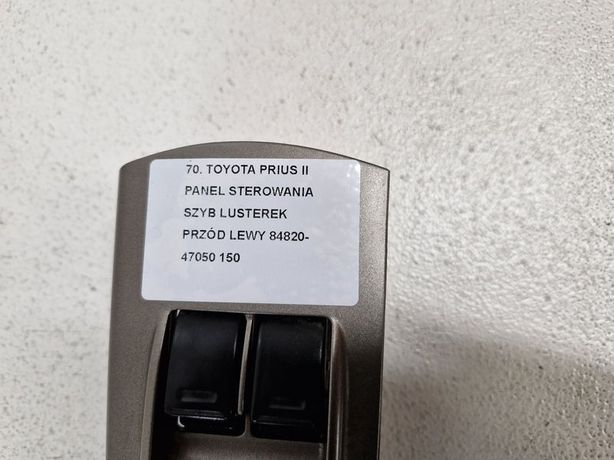 70. TOYOTA PRIUS II
PANEL STEROWANIA
SZYB LUSTEREK
PRZÓD LEWY 84820-
47050 150